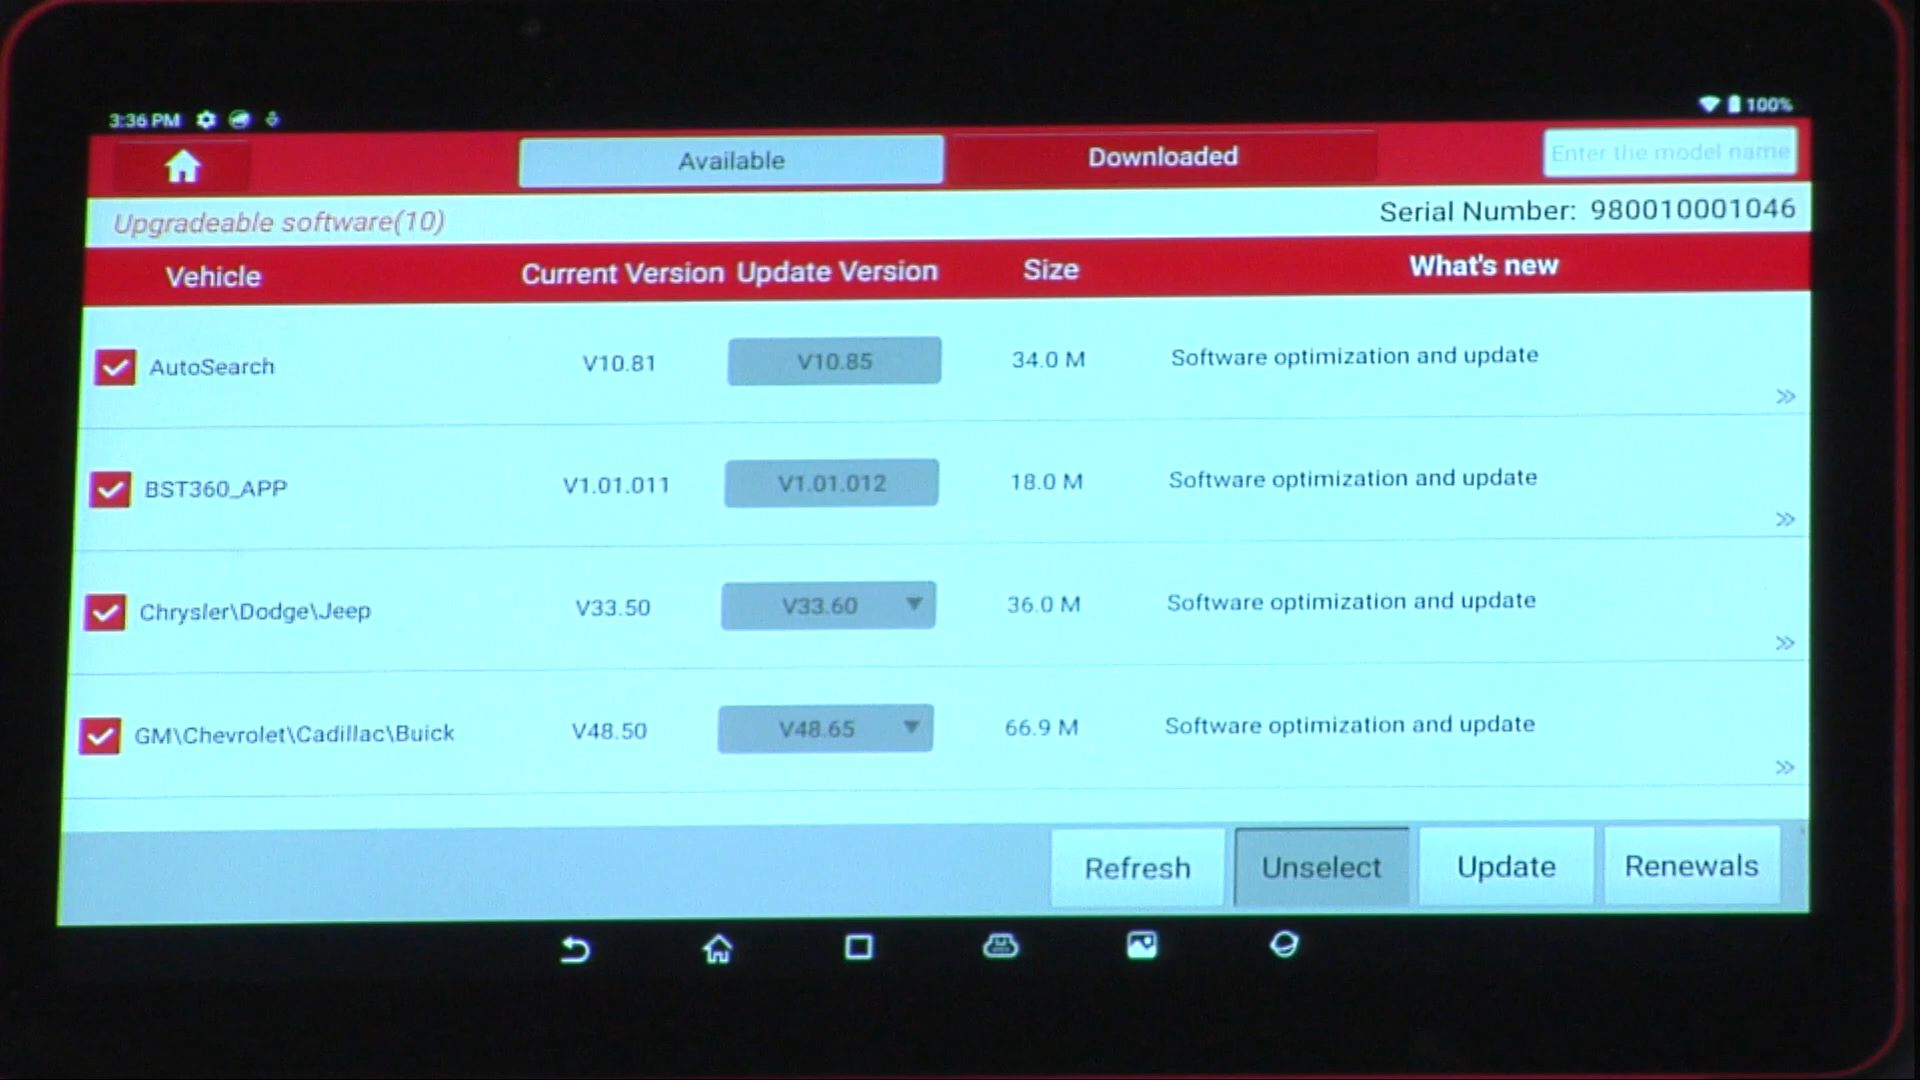 3:36 PM
100%
Available
Downloaded
Enter the model name
Upgradeable software(10)
Serial Number: 980010001046
Vehicle Current Version Update Version Size What's new
AutoSearch V10.81 V10.85 34.0 M Software optimization and update
BST360_APP V1.01.011 V1.01.012 18.0 M Software optimization and update
Chrysler\Dodge\Jeep V33.50 V33.60 36.0 M Software optimization and update
GM\Chevrolet\Cadillac\Buick V48.50 V48.65 66.9 M Software optimization and update
Refresh Unselect Update Renewals